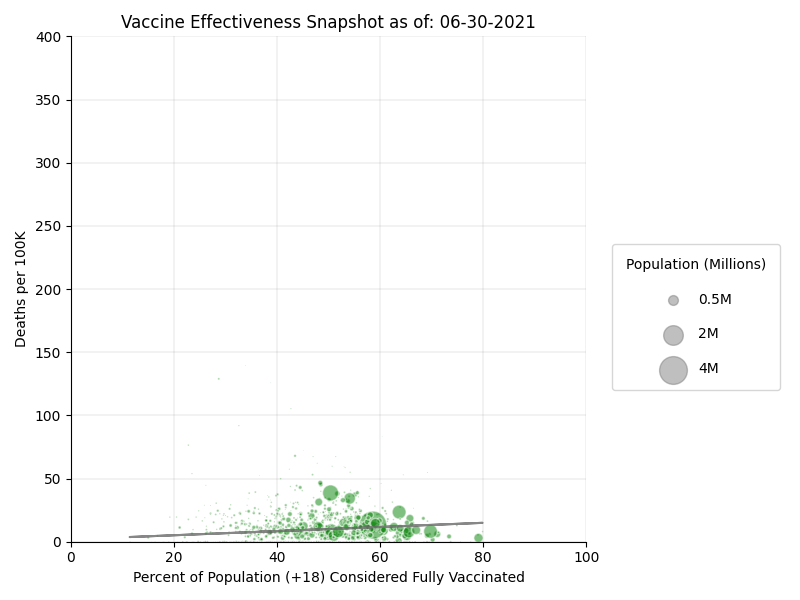 Vaccine Effectiveness Snapshot as of: 06-30-2021
400
350
300
250
200
150
100
50
0
Deaths per 100K
0 20 40 60 80 100
Percent of Population (+18) Considered Fully Vaccinated
Population (Millions)
0.5M
2M
4M